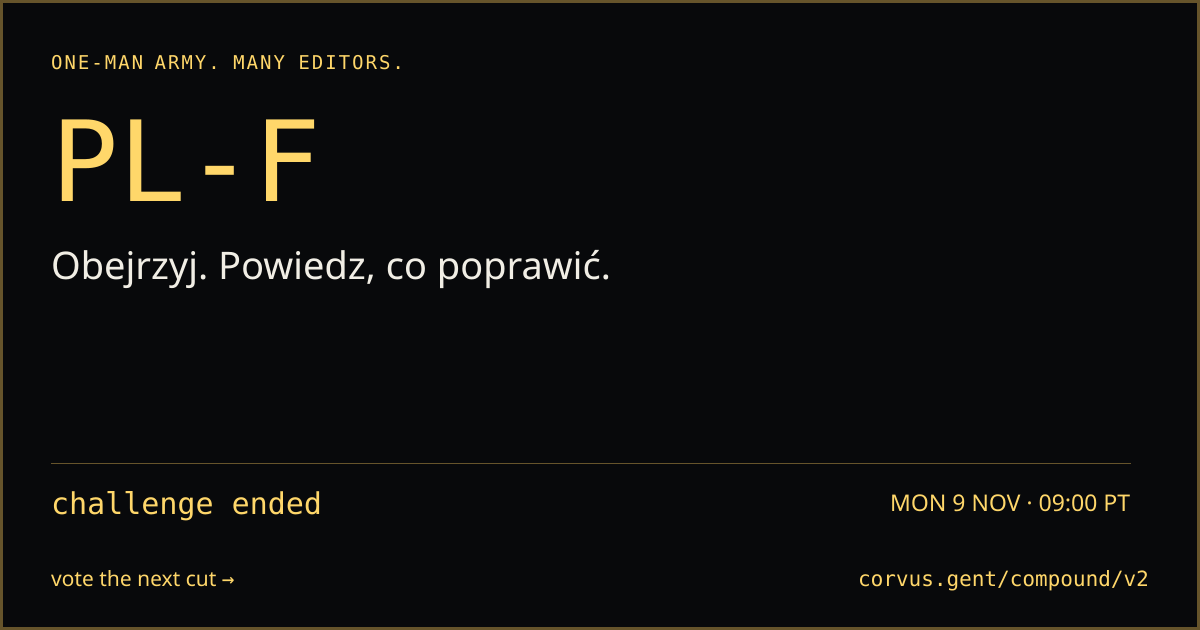 ONE-MAN ARMY. MANY EDITORS.
PL-F
Obejrzyj. Powiedz, co poprawić.
challenge ended
MON 9 NOV · 09:00 PT
vote the next cut →
corvus.gent/compound/v2